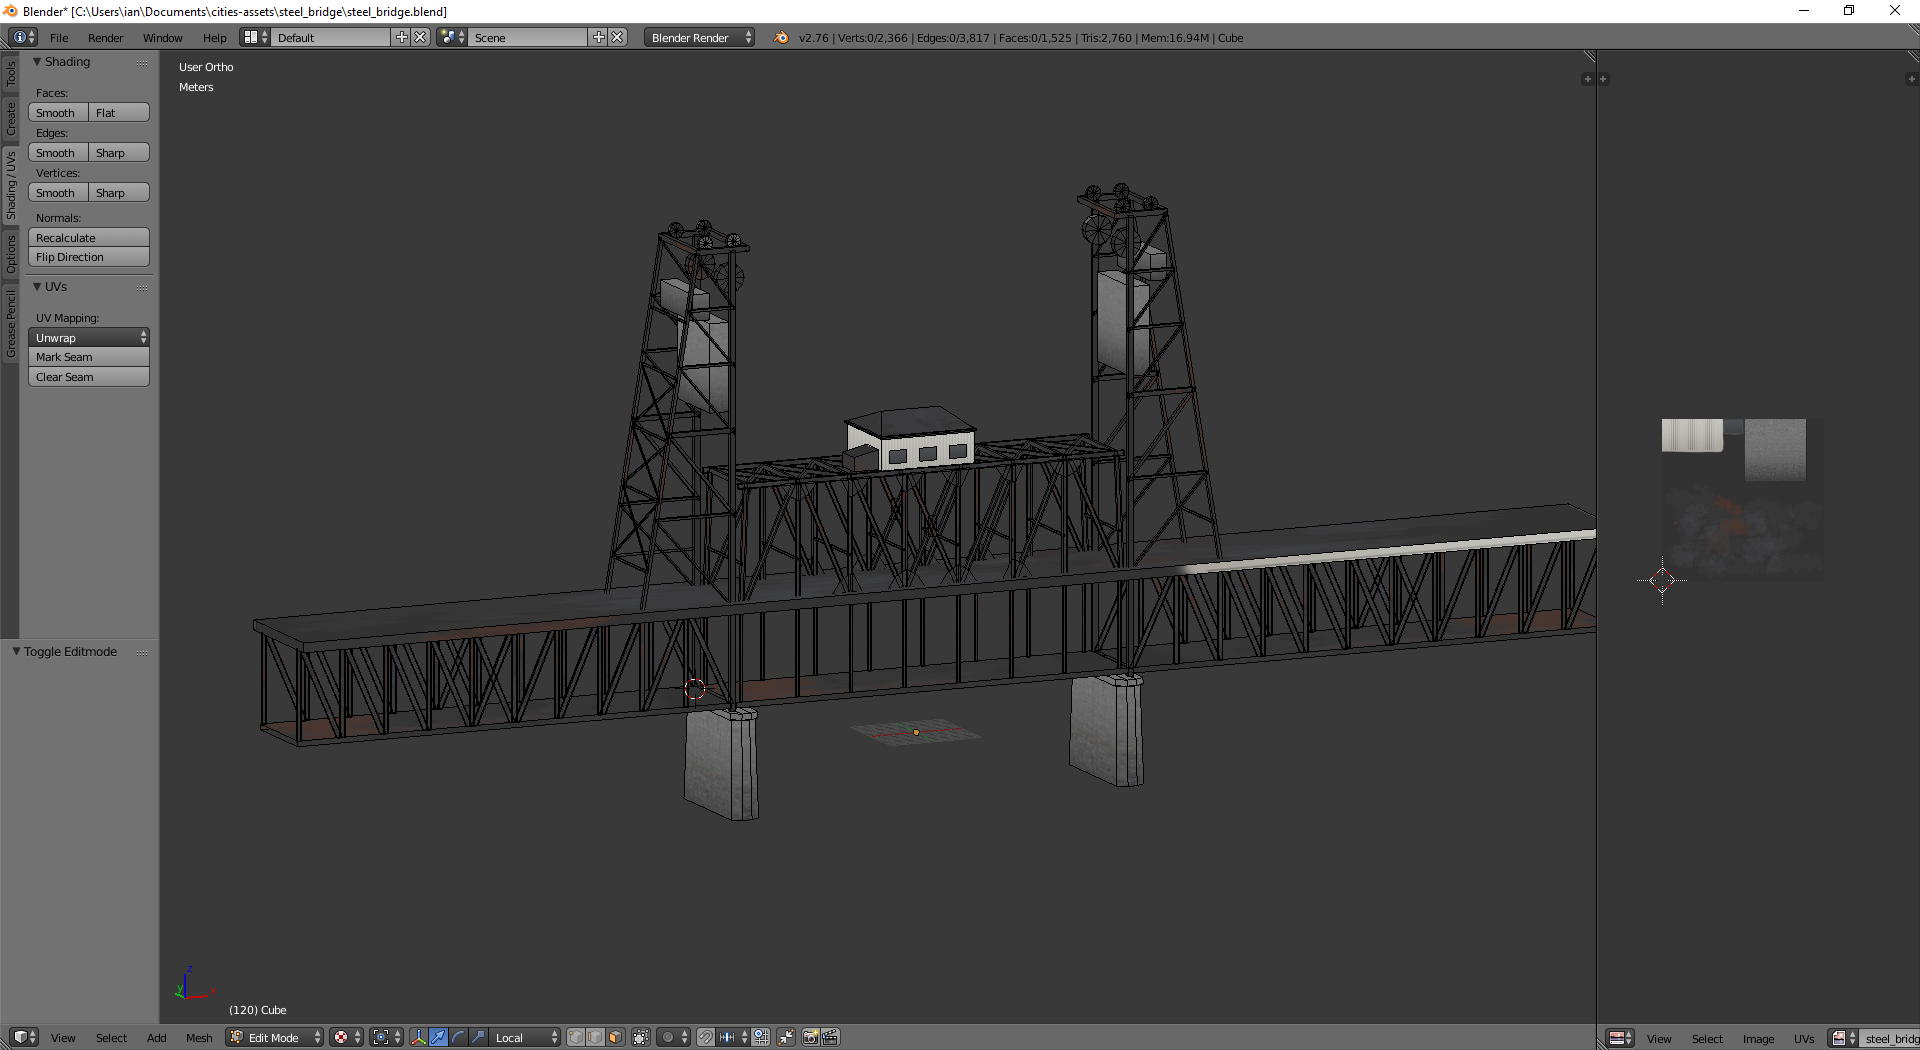 Blender* [C:\Users\ian\Documents\cities-assets\steel_bridge\steel_bridge.blend]
File Render Window Help Default Scene Blender Render v2.76 | Verts:0/2,366 | Edges:0/3,817 | Faces:0/1,525 | Tris:2,760 | Mem:16.94M | Cube
Tools
Create
Shading / UVs
Options
Grease Pencil
Shading
Faces:
Smooth Flat
Edges:
Smooth Sharp
Vertices:
Smooth Sharp
Normals:
Recalculate
Flip Direction
UVs
UV Mapping:
Unwrap
Mark Seam
Clear Seam
Toggle Editmode
User Ortho
Meters
z
y
x
(120) Cube
View Select Add Mesh Edit Mode Local
View Select Image UVs steel_bridg